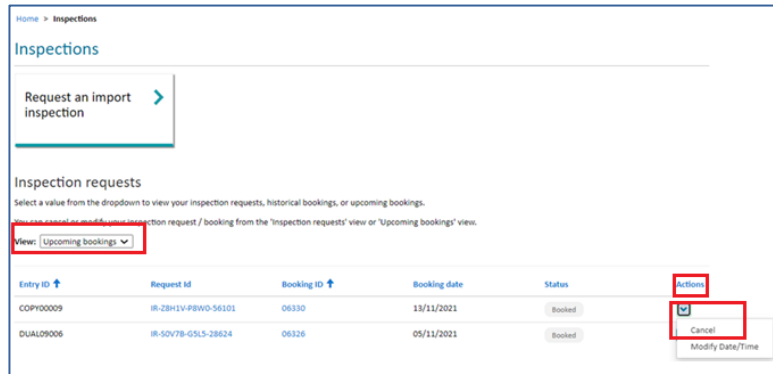 Home > Inspections
Inspections
Request an import
inspection
Inspection requests
Select a value from the dropdown to view your inspection requests, historical bookings, or upcoming bookings.
You can cancel or modify your inspection request / booking from the 'Inspection requests' view or 'Upcoming bookings' view.
View: Upcoming bookings
Entry ID Request Id Booking ID Booking date Status Actions
COPY00009 IR-Z8H1V-P8W0-56101 06330 13/11/2021 Booked
DUAL09006 IR-S0V7B-G5L5-28624 06326 05/11/2021 Booked
Cancel
Modify Date/Time